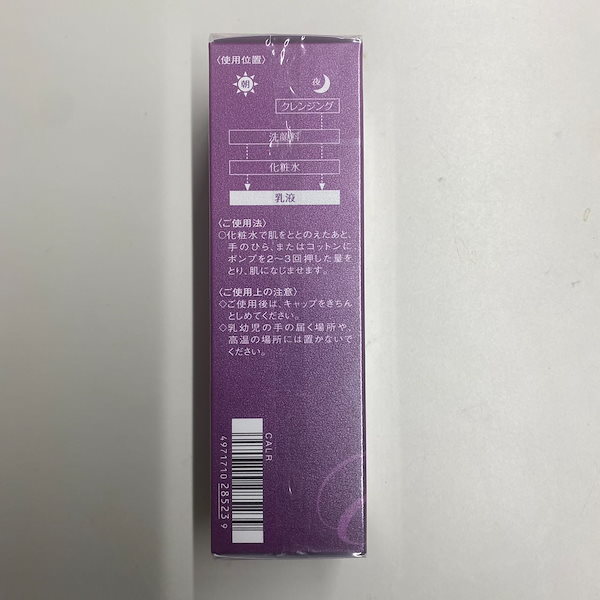 〈使用位置〉
朝
夜
クレンジング
洗顔料
化粧水
乳液
〈ご使用法〉
○化粧水で肌をととのえたあと、
手のひら、またはコットンに
ポンプを2〜3回押した量を
とり、肌になじませます。
〈ご使用上の注意〉
◇ご使用後は、キャップをきちん
としめてください。
◇乳幼児の手の届く場所や、
高温の場所には置かないで
ください。
CALR
4971710 285239